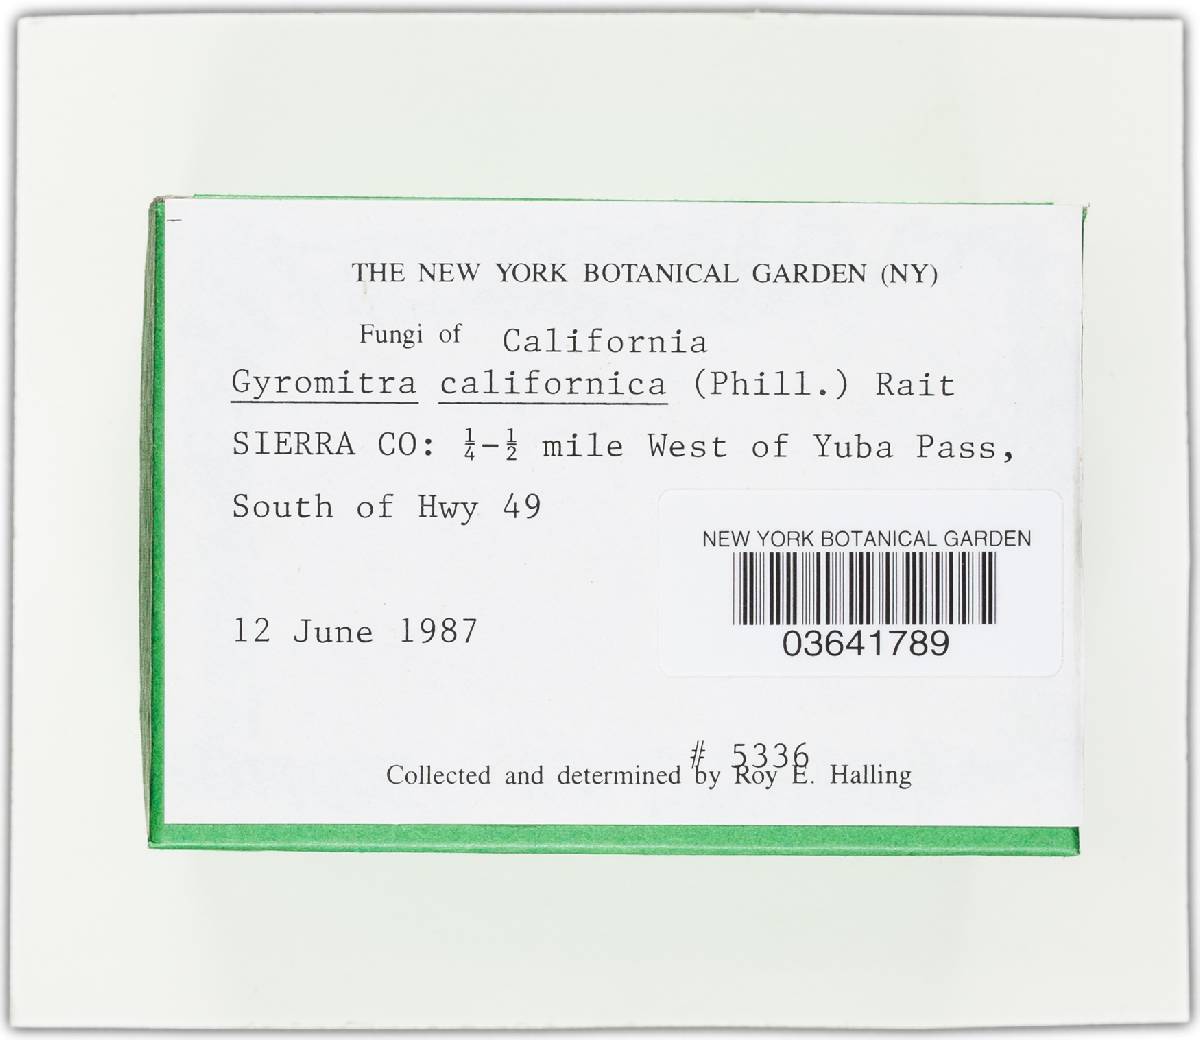 THE NEW YORK BOTANICAL GARDEN (NY)
Fungi of California
Gyromitra californica (Phill.) Rait
SIERRA CO: ¼-½ mile West of Yuba Pass,
South of Hwy 49
NEW YORK BOTANICAL GARDEN
03641789
12 June 1987
# 5336
Collected and determined by Roy E. Halling